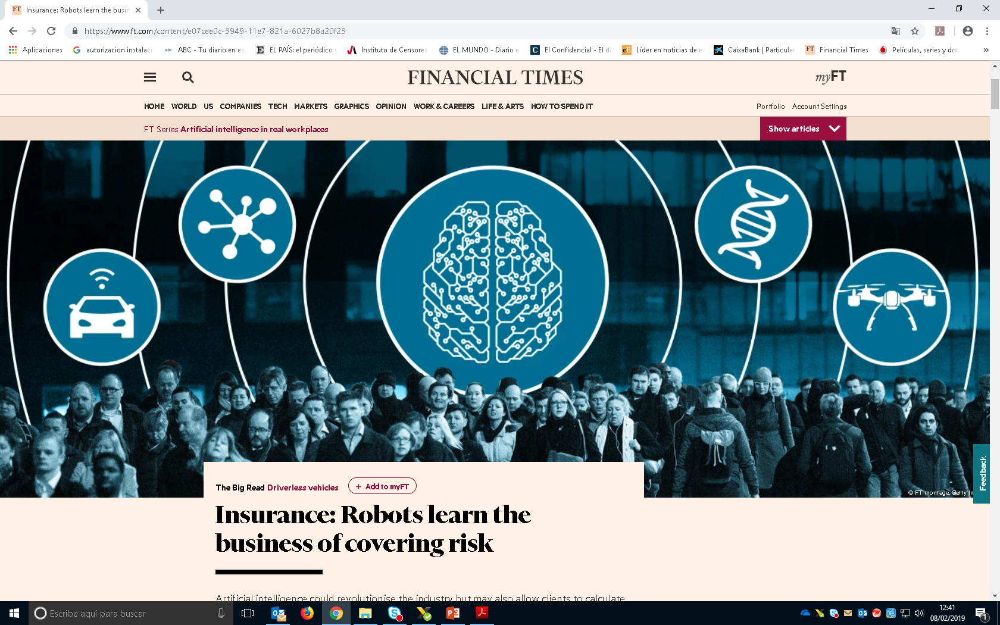 FT Insurance: Robots learn the busin
https://www.ft.com/content/e07cee0c-3949-11e7-821a-6027b8a20f23
Aplicaciones autorizacion instalaci ABC ABC - Tu diario en es EL PAÍS: el periódico Instituto de Censores EL MUNDO - Diario o El Confidencial - El di Líder en noticias de e CaixaBank | Particular FT Financial Times Películas, series y doc »
FINANCIAL TIMES
myFT
HOME WORLD US COMPANIES TECH MARKETS GRAPHICS OPINION WORK & CAREERS LIFE & ARTS HOW TO SPEND IT
Portfolio Account Settings
FT Series Artificial intelligence in real workplaces
Show articles
Feedback
© FT montage; Getty Im
The Big Read Driverless vehicles
+ Add to myFT
Insurance: Robots learn the
business of covering risk
Artificial intelligence could revolutionise the industry but may also allow clients to calculate
Escribe aquí para buscar
12:41
08/02/2019
1